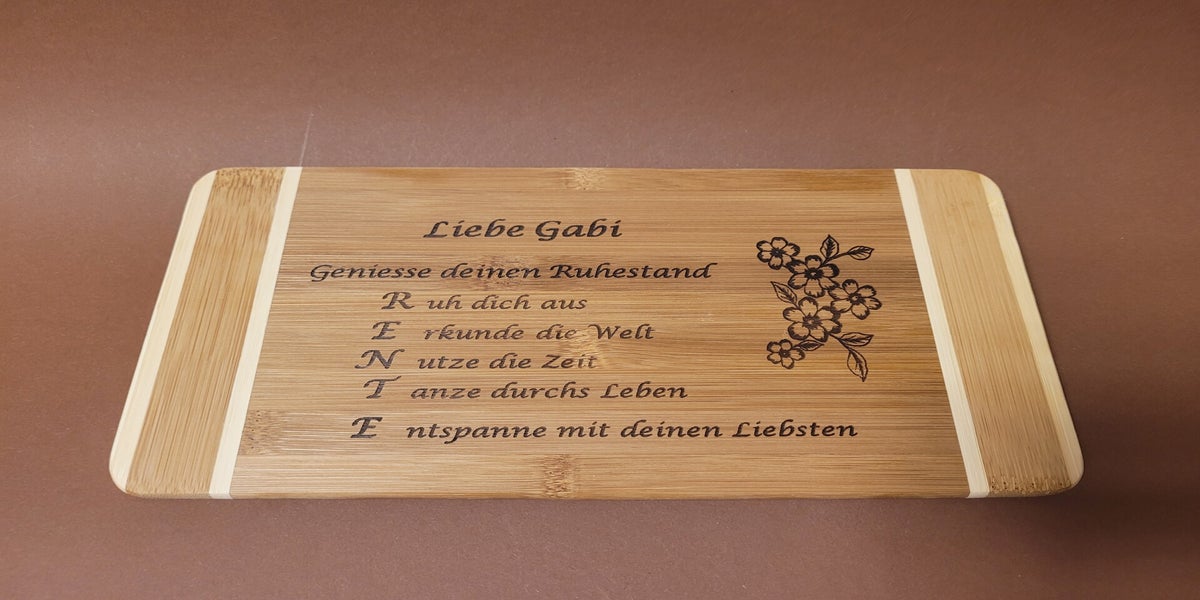 Liebe Gabi
Geniesse deinen Ruhestand
R uh dich aus
E rkunde die Welt
N utze die Zeit
T anze durchs Leben
E ntspanne mit deinen Liebsten